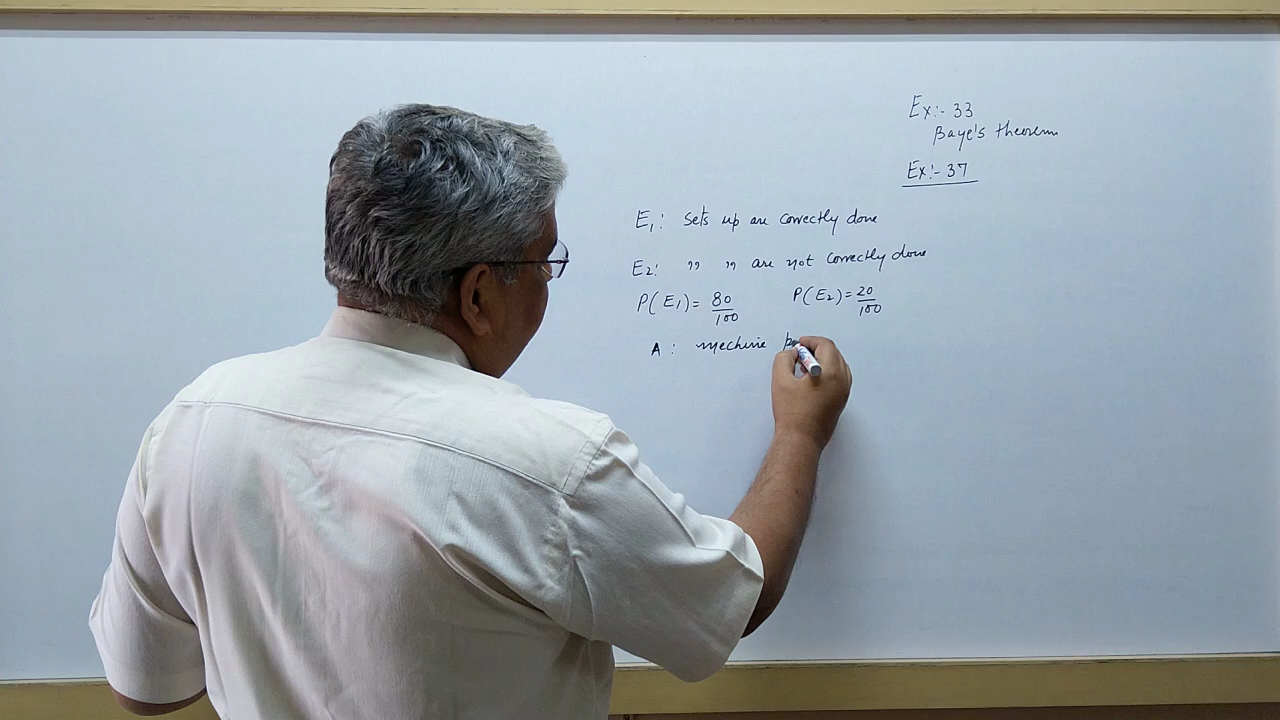 Ex:- 33
Baye's theorem
Ex:- 37
E1: Sets up are correctly done
E2: ,, ,, are not correctly done
P(E1)= 80/100 P(E2)= 20/100
A: mechine